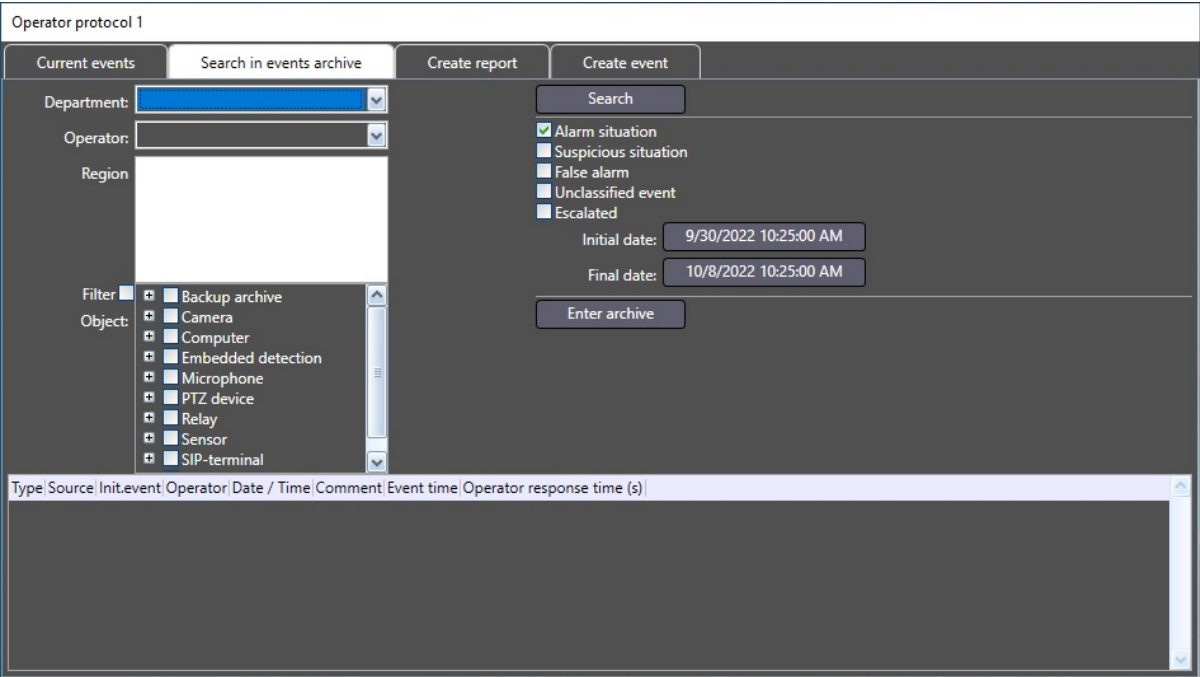 Operator protocol 1
Current events
Search in events archive
Create report
Create event
Department:
Operator:
Region
Filter
Object:
Backup archive
Camera
Computer
Embedded detection
Microphone
PTZ device
Relay
Sensor
SIP-terminal
Search
Alarm situation
Suspicious situation
False alarm
Unclassified event
Escalated
Initial date: 9/30/2022 10:25:00 AM
Final date: 10/8/2022 10:25:00 AM
Enter archive
Type Source Init.event Operator Date / Time Comment Event time Operator response time (s)